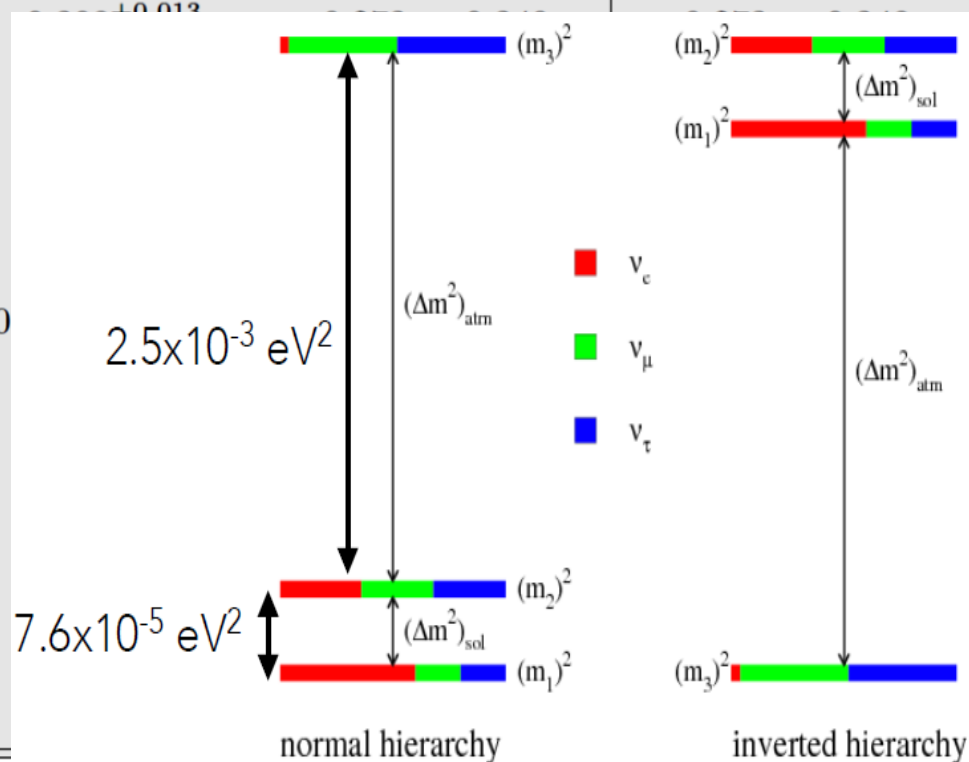 (m₃)²
(m₂)²
(Δm²)sol
(m₁)²
νe
(Δm²)atm
2.5x10⁻³ eV²
νμ
(Δm²)atm
ντ
(m₂)²
7.6x10⁻⁵ eV²
(Δm²)sol
(m₁)²
(m₃)²
normal hierarchy
inverted hierarchy